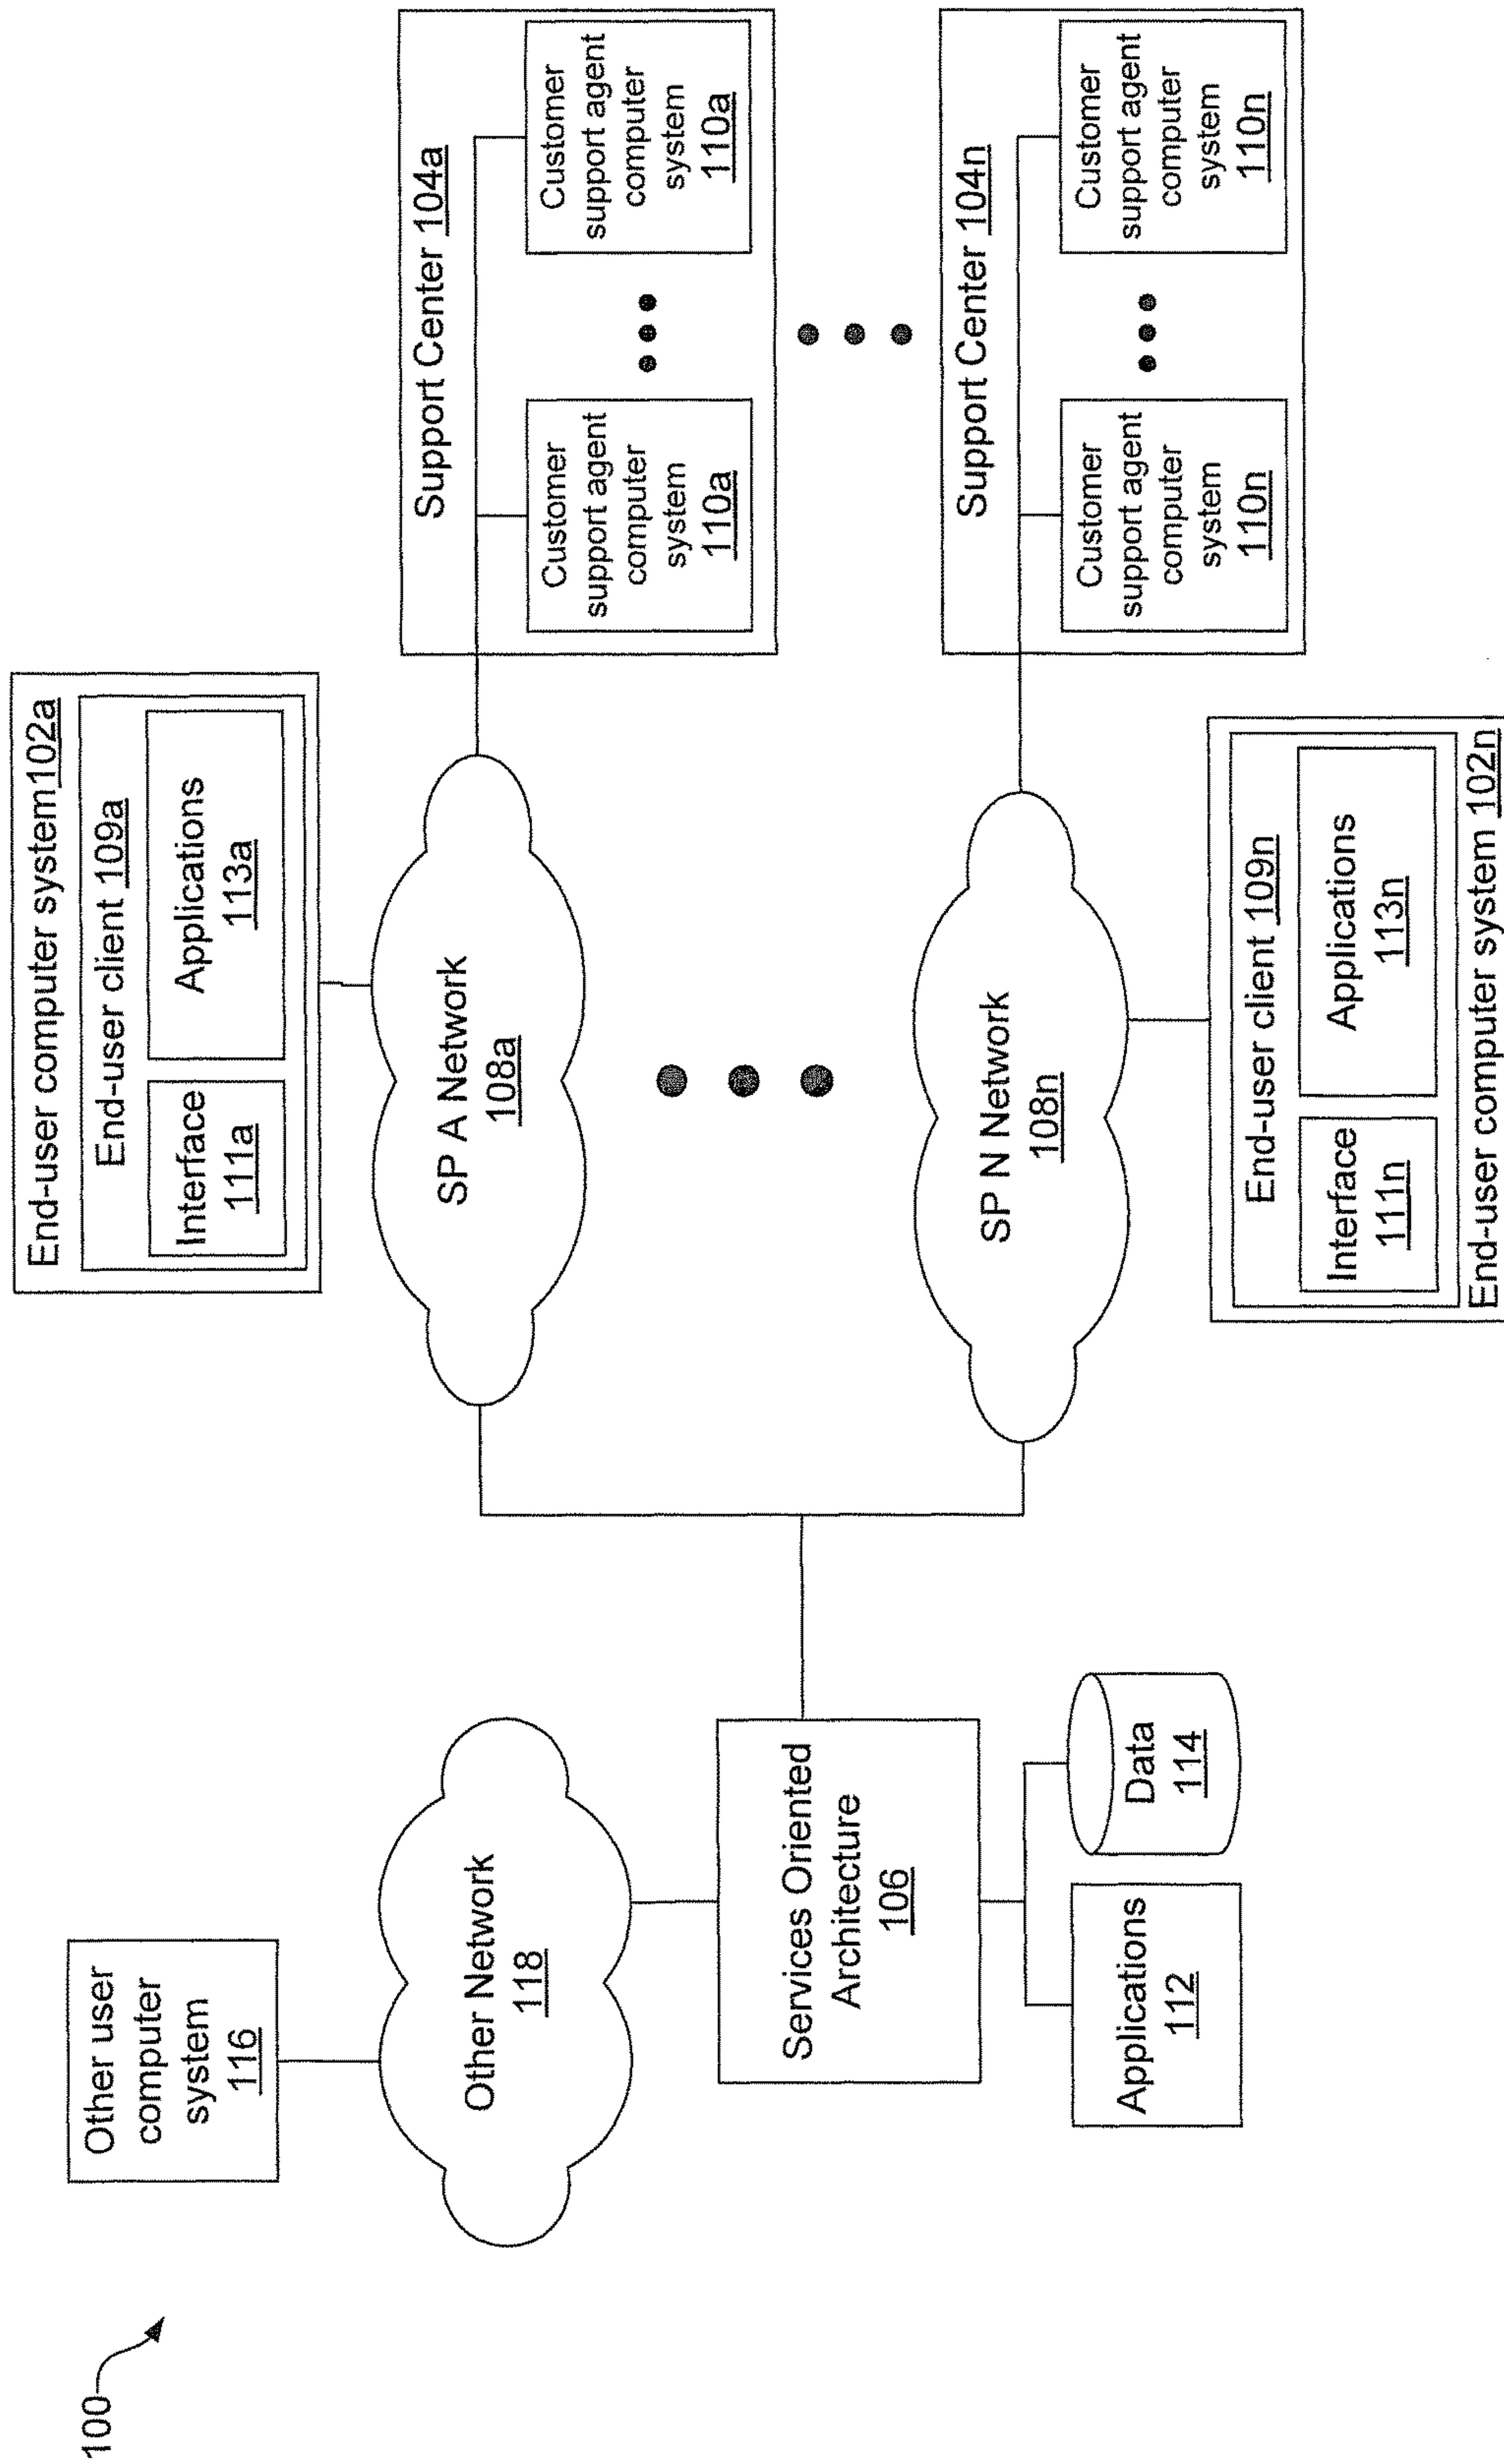 100
Other user
computer
system
116
Other Network
118
Services Oriented
Architecture
106
Applications
112
Data
114
End-user computer system102a
End-user client 109a
Interface
111a
Applications
113a
SP A Network
108a
SP N Network
108n
End-user client 109n
Interface
111n
Applications
113n
End-user computer system 102n
Support Center 104a
Customer
support agent
computer
system
110a
Customer
support agent
computer
system
110a
Support Center 104n
Customer
support agent
computer
system
110n
Customer
support agent
computer
system
110n